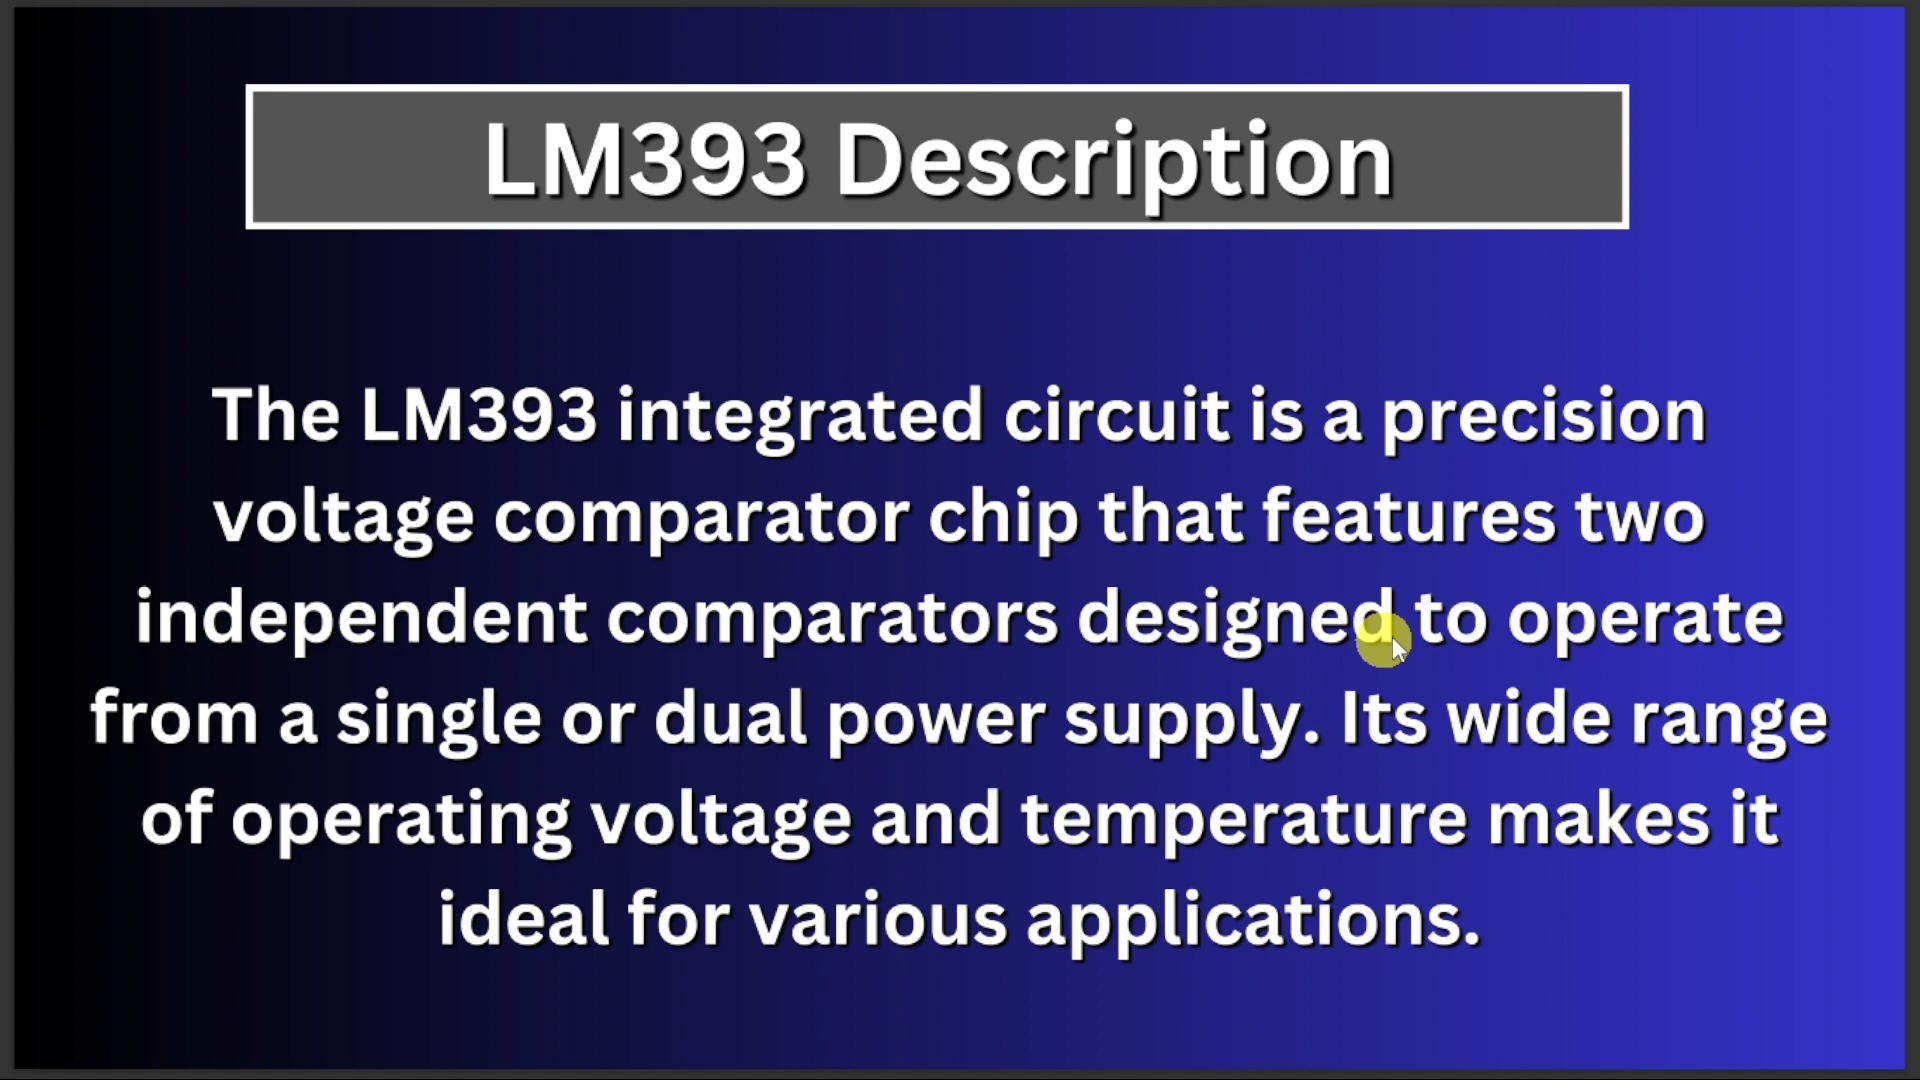 LM393 Description
The LM393 integrated circuit is a precision
voltage comparator chip that features two
independent comparators designed to operate
from a single or dual power supply. Its wide range
of operating voltage and temperature makes it
ideal for various applications.